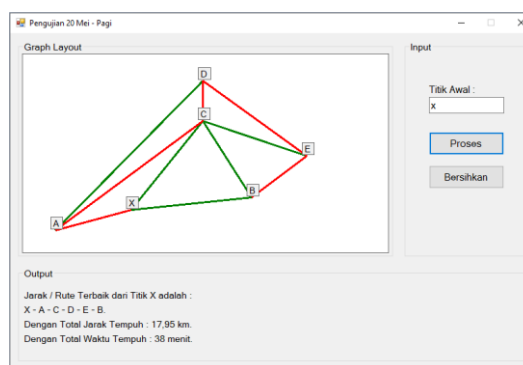 Pengujian 20 Mei - Pagi
Graph Layout
D
C
E
B
X
A
Input
Titik Awal :
x
Proses
Bersihkan
Output
Jarak / Rute Terbaik dari Titik X adalah :
X - A - C - D - E - B.
Dengan Total Jarak Tempuh : 17,95 km.
Dengan Total Waktu Tempuh : 38 menit.